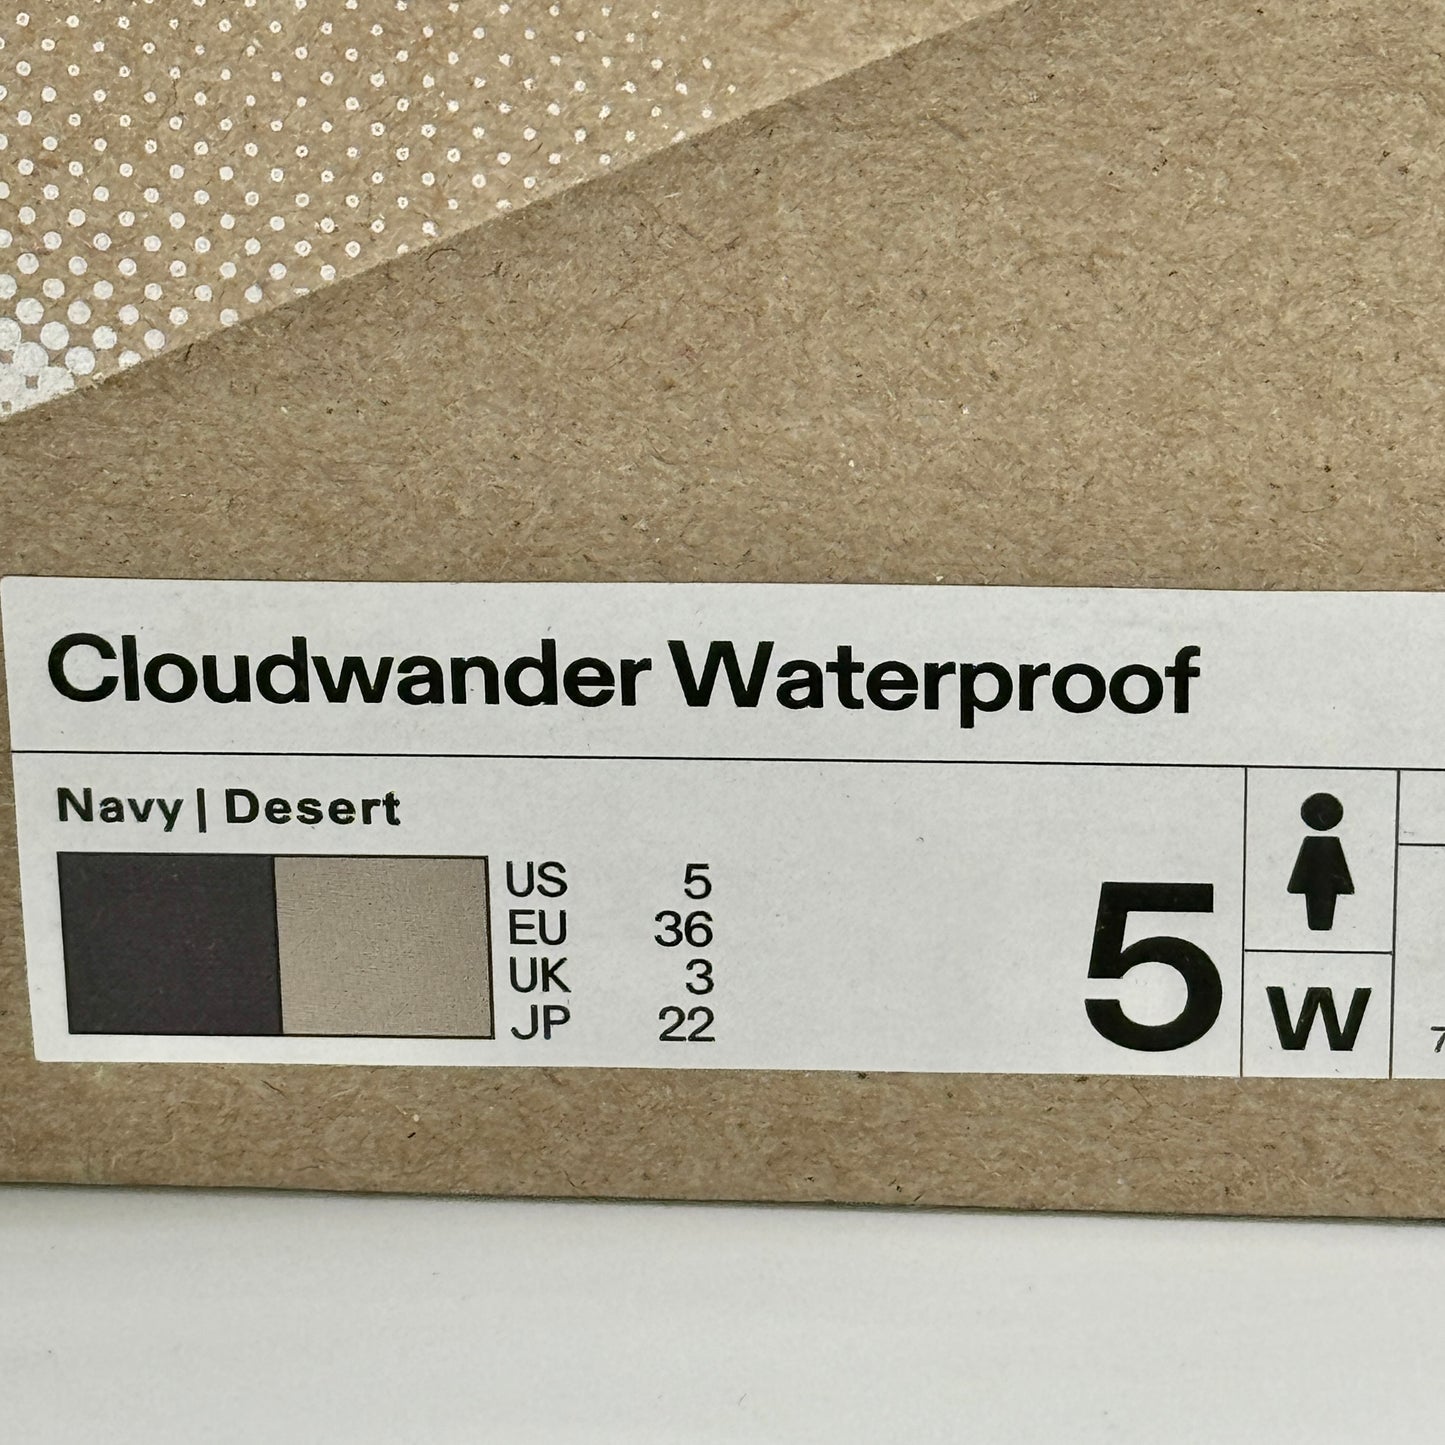 Cloudwander Waterproof
Navy | Desert
US 5
EU 36
UK 3
JP 22
5
W